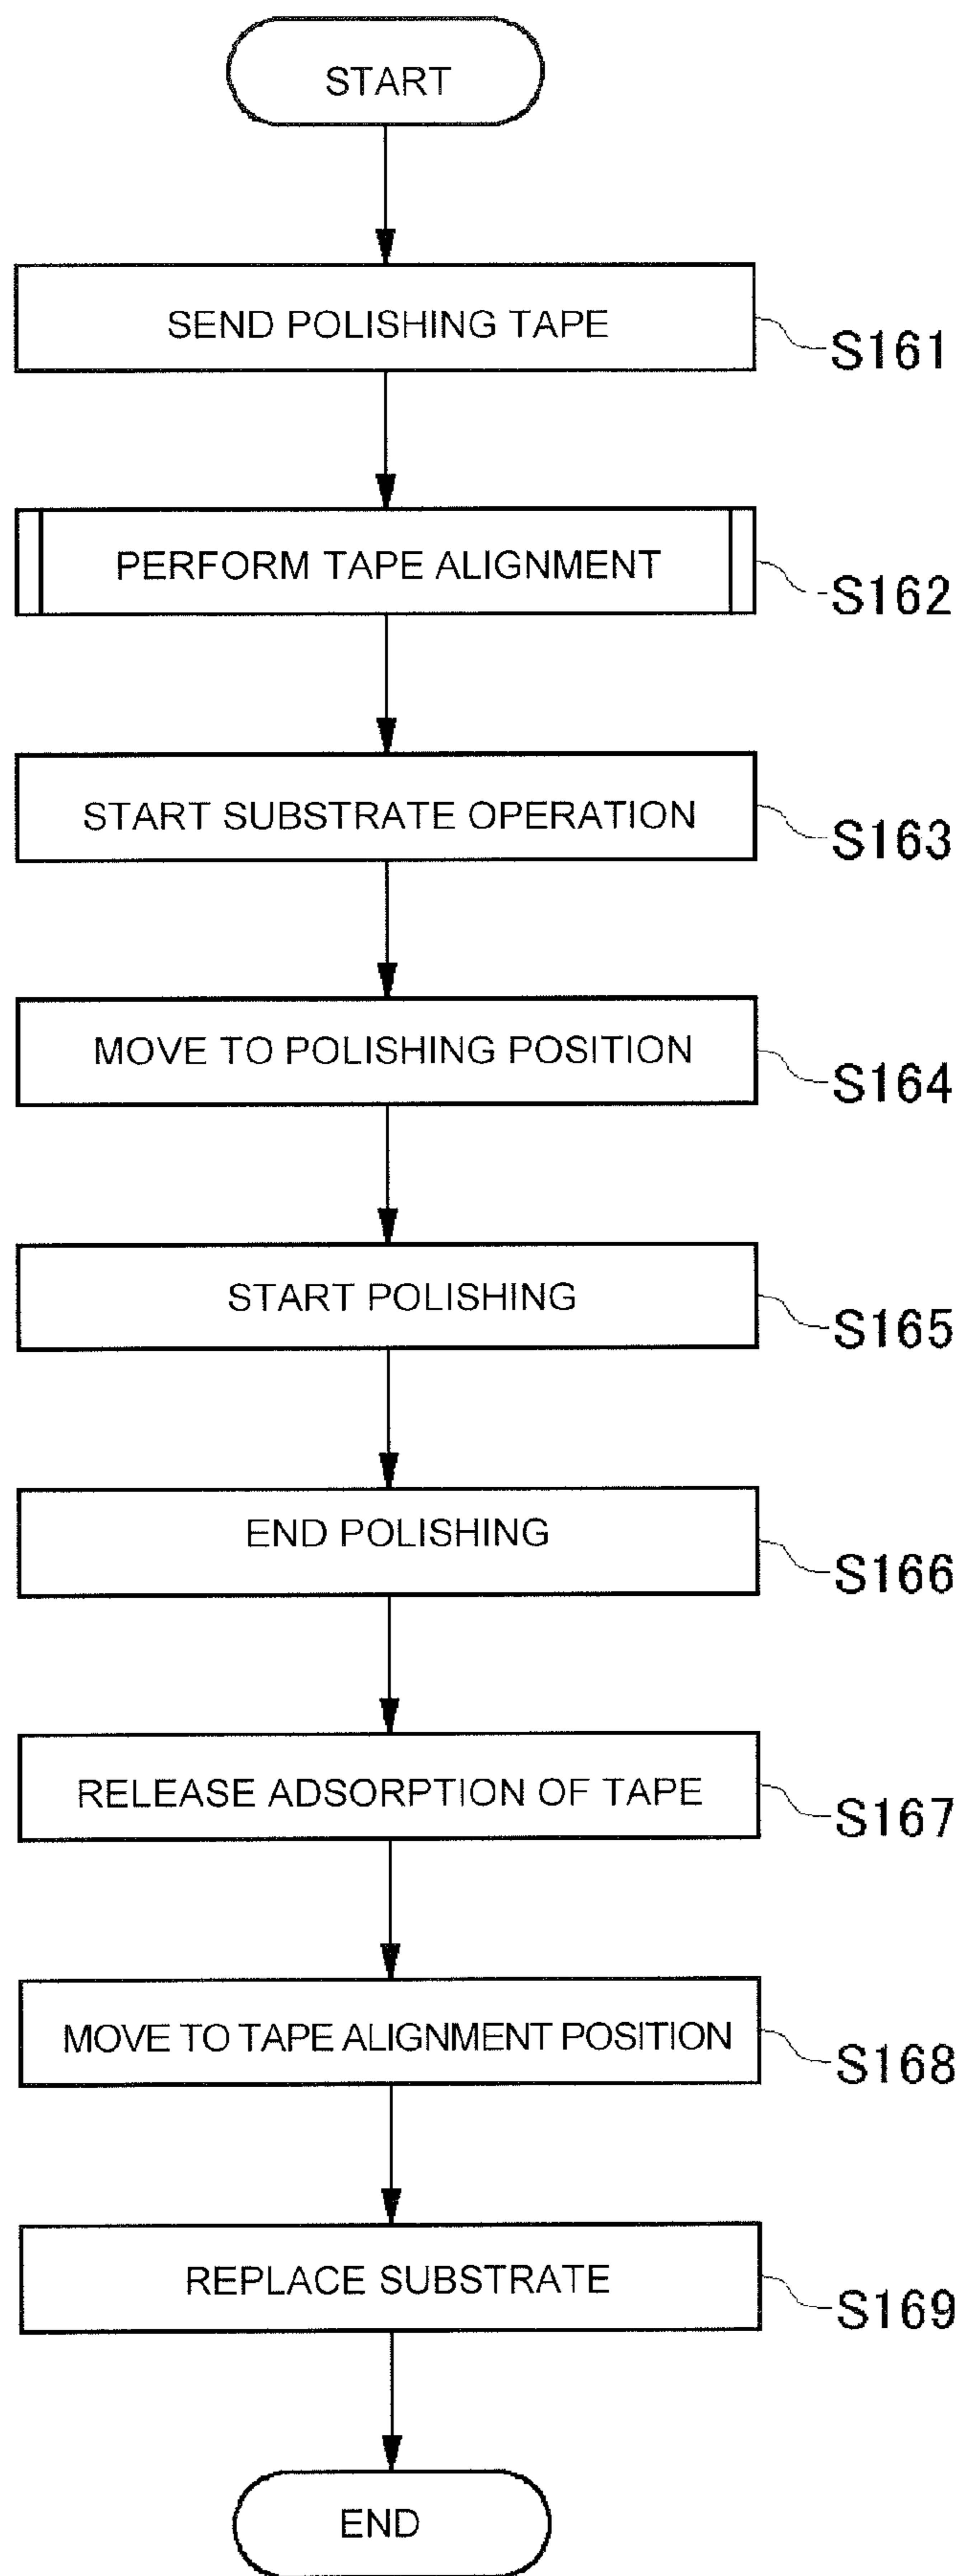 START
SEND POLISHING TAPE
S161
PERFORM TAPE ALIGNMENT
S162
START SUBSTRATE OPERATION
S163
MOVE TO POLISHING POSITION
S164
START POLISHING
S165
END POLISHING
S166
RELEASE ADSORPTION OF TAPE
S167
MOVE TO TAPE ALIGNMENT POSITION
S168
REPLACE SUBSTRATE
S169
END